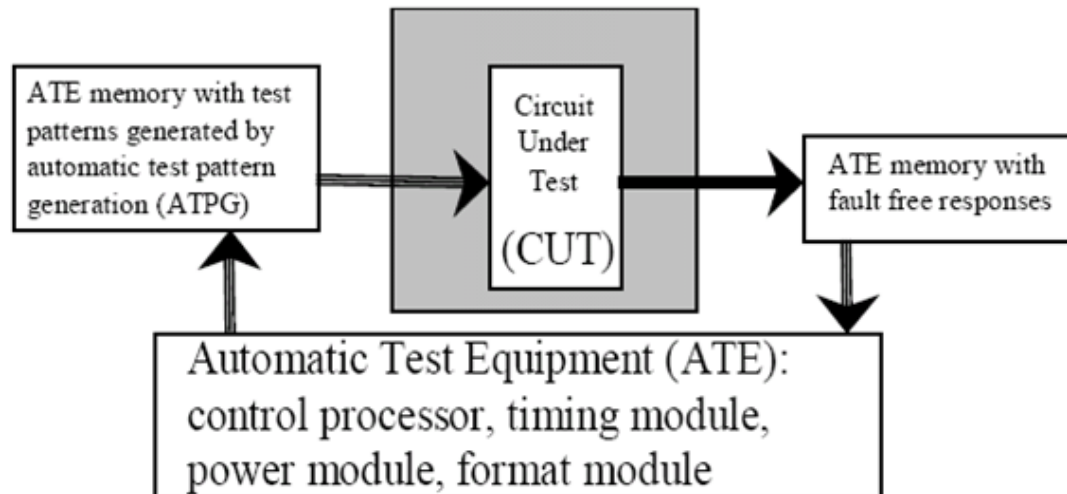 ATE memory with test
patterns generated by
automatic test pattern
generation (ATPG)
Circuit
Under
Test
(CUT)
ATE memory with
fault free responses
Automatic Test Equipment (ATE):
control processor, timing module,
power module, format module